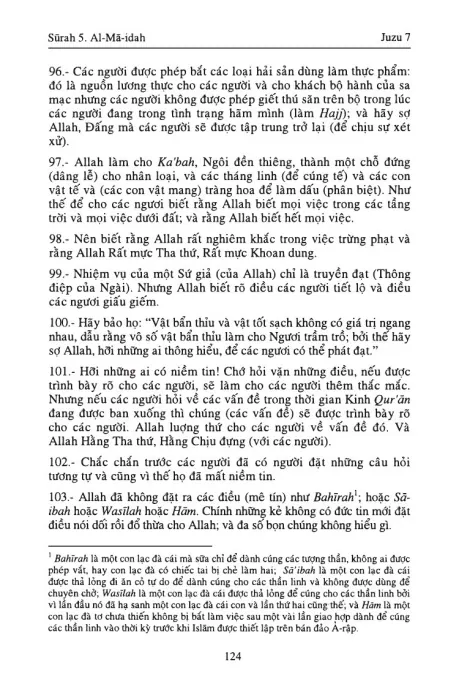 Sūrah 5. Al-Mā-idah
Juzu 7
96.- Các người được phép bắt các loại hải sản dùng làm thực phẩm:
đó là nguồn lương thực cho các người và cho khách bộ hành của sa
mạc nhưng các người không được phép giết thú săn trên bộ trong lúc
các người đang trong tình trạng hãm mình (làm Hajj); và hãy sợ
Allah, Đấng mà các người sẽ được tập trung trở lại (để chịu sự xét
xử).
97.- Allah làm cho Ka'bah, Ngôi đền thiêng, thành một chỗ đứng
(dâng lễ) cho nhân loại, và các tháng linh (để cúng tế) và các con
vật tế và (các con vật mang) tràng hoa để làm dấu (phân biệt). Như
thế để cho các ngươi biết rằng Allah biết mọi việc trong các tầng
trời và mọi việc dưới đất; và rằng Allah biết hết mọi việc.
98.- Nên biết rằng Allah rất nghiêm khắc trong việc trừng phạt và
rằng Allah Rất mực Tha thứ, Rất mực Khoan dung.
99.- Nhiệm vụ của một Sứ giả (của Allah) chỉ là truyền đạt (Thông
điệp của Ngài). Nhưng Allah biết rõ điều các ngươi tiết lộ và điều
các ngươi giấu giếm.
100.- Hãy bảo họ: “Vật bẩn thỉu và vật tốt sạch không có giá trị ngang
nhau, dẫu rằng vô số vật bẩn thỉu làm cho Ngươi trầm trồ; bởi thế hãy
sợ Allah, hỡi những ai thông hiểu, để các ngươi có thể phát đạt.”
101.- Hỡi những ai có niềm tin! Chớ hỏi vặn những điều, nếu được
trình bày rõ cho các người, sẽ làm cho các người thêm thắc mắc.
Nhưng nếu các người hỏi về các vấn đề trong thời gian Kinh Qur'ān
đang được ban xuống thì chúng (các vấn đề) sẽ được trình bày rõ
cho các người. Allah lượng thứ cho các người về vấn đề đó. Và
Allah Hằng Tha thứ, Hằng Chịu đựng (với các người).
102.- Chắc chắn trước các người đã có người đặt những câu hỏi
tương tự và cũng vì thế họ đã mất niềm tin.
103.- Allah đã không đặt ra các điều (mê tín) như Bahīrah¹; hoặc Sā-
ibah hoặc Wasīlah hoặc Hām. Chính những kẻ không có đức tin mới đặt
điều nói dối rồi đổ thừa cho Allah; và đa số bọn chúng không hiểu gì.
¹ Bahīrah là một con lạc đà cái mà sữa chỉ để dành cúng các tượng thần, không ai được
phép vắt, hay con lạc đà có chiếc tai bị chẻ làm hai; Sā'ibah là một con lạc đà cái
được thả lỏng đi ăn cỏ tự do để dành cúng cho các thần linh và không được dùng để
chuyên chở; Wasīlah là một con lạc đà cái được thả lỏng để cúng cho các thần linh bởi
vì lần đầu nó đã hạ sanh một con lạc đà cái con và lần thứ hai cũng thế; và Hām là một
con lạc đà tơ chưa thiến không bị bắt làm việc sau một vài lần giao hợp dành để cúng
các thần linh vào thời kỳ trước khi Islām được thiết lập trên bán đảo Ả-rập.
124